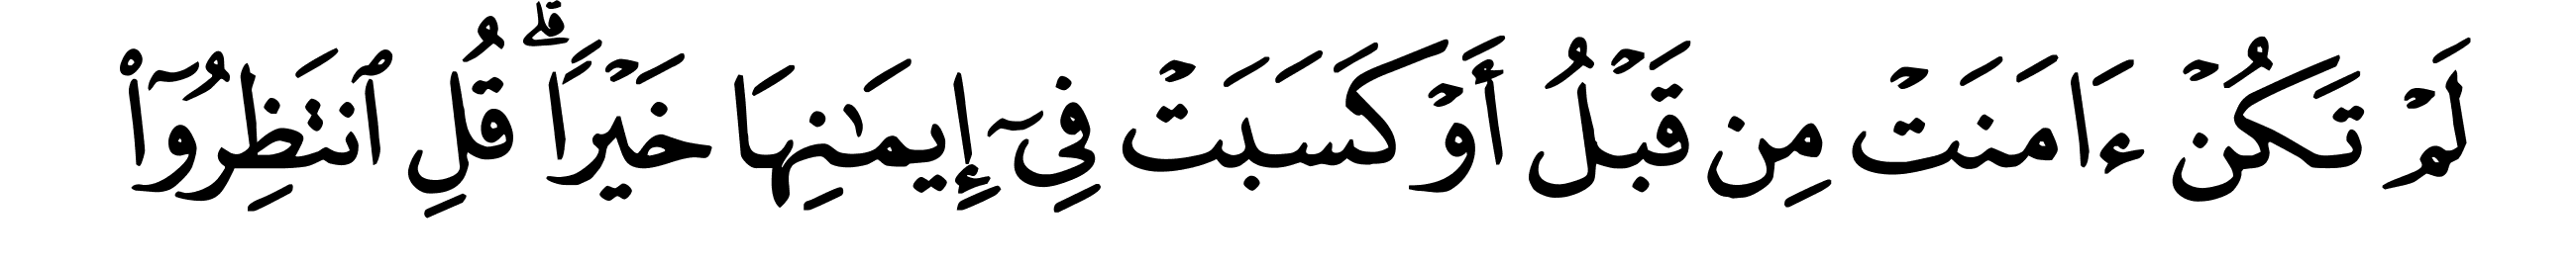 لَمْ تَكُنْ ءَامَنَتْ مِن قَبْلُ أَوْ كَسَبَتْ فِىٓ إِيمَـٰنِهَا خَيْرًا ۗ قُلِ ٱنتَظِرُوٓا۟